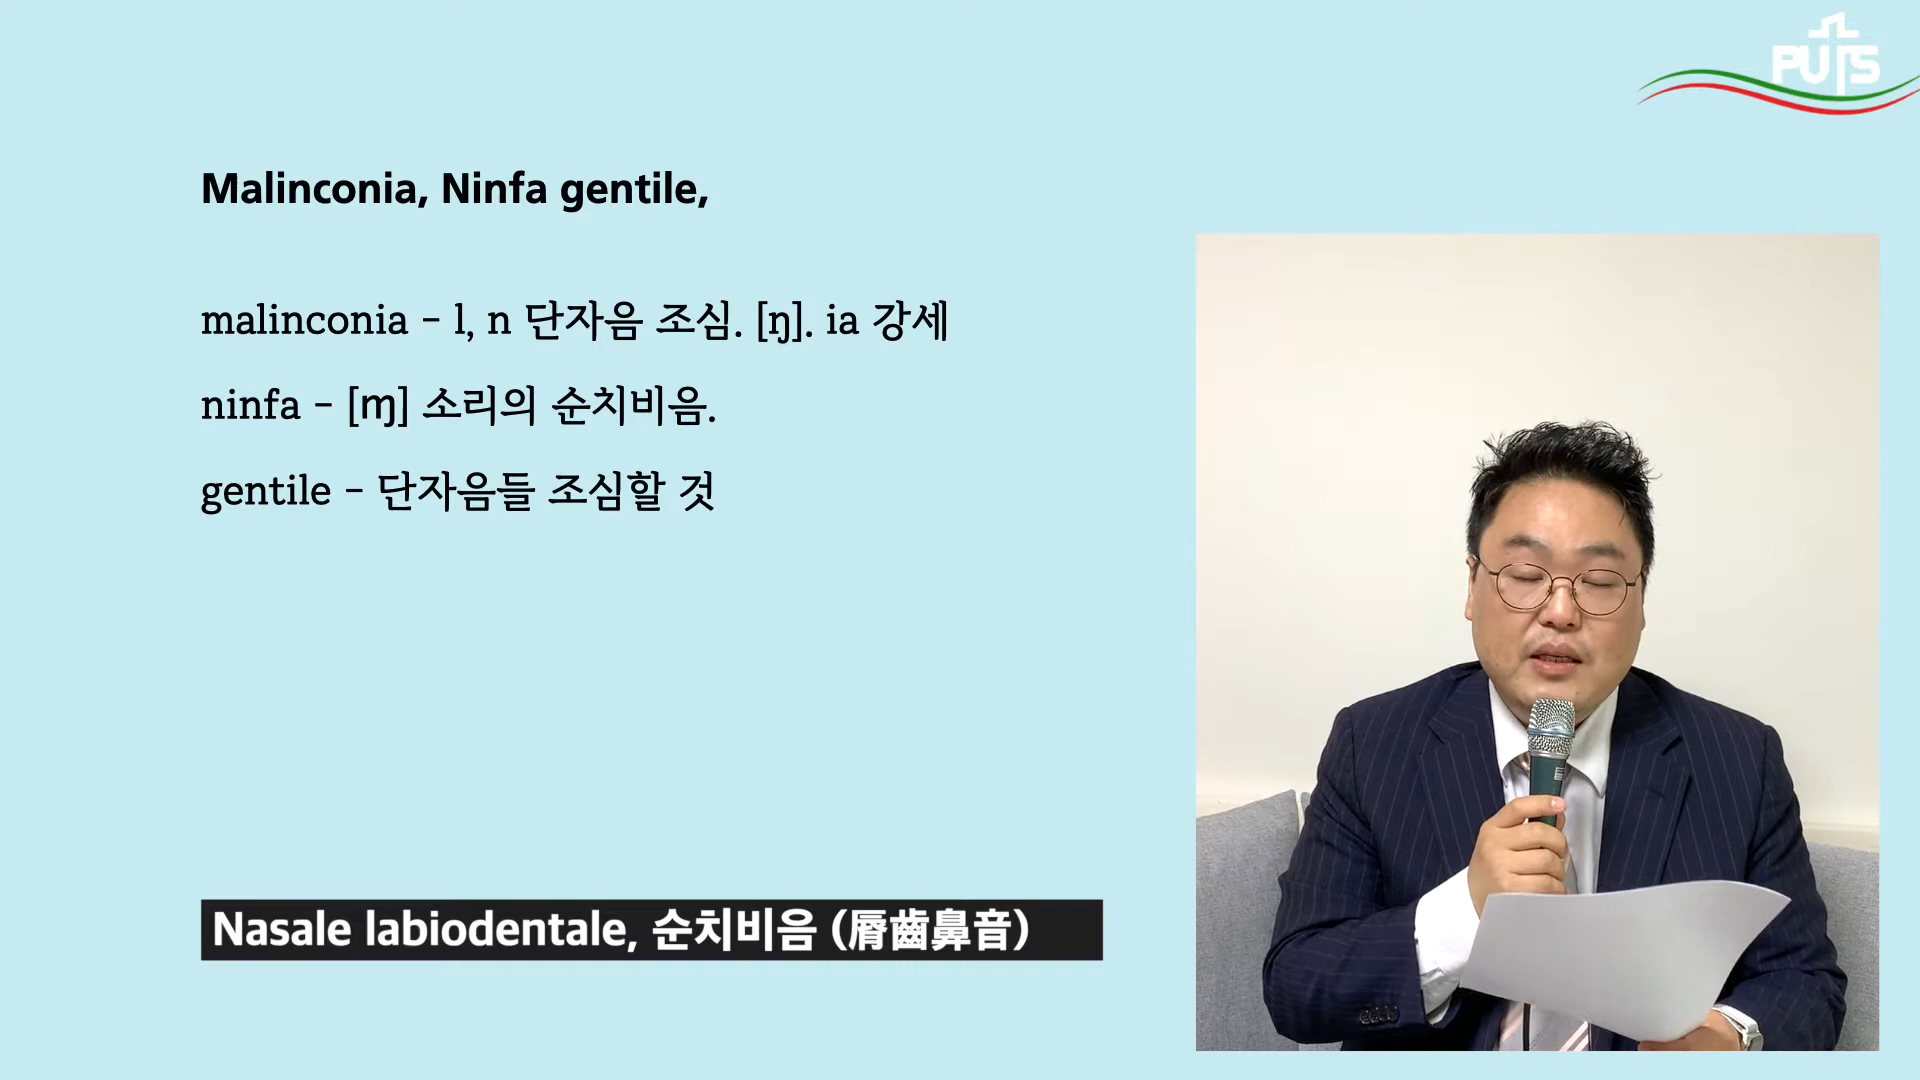 PUTS
Malinconia, Ninfa gentile,
malinconia – l, n 단자음 조심. [ŋ]. ia 강세
ninfa – [ɱ] 소리의 순치비음.
gentile – 단자음들 조심할 것
Nasale labiodentale, 순치비음 (脣齒鼻音)